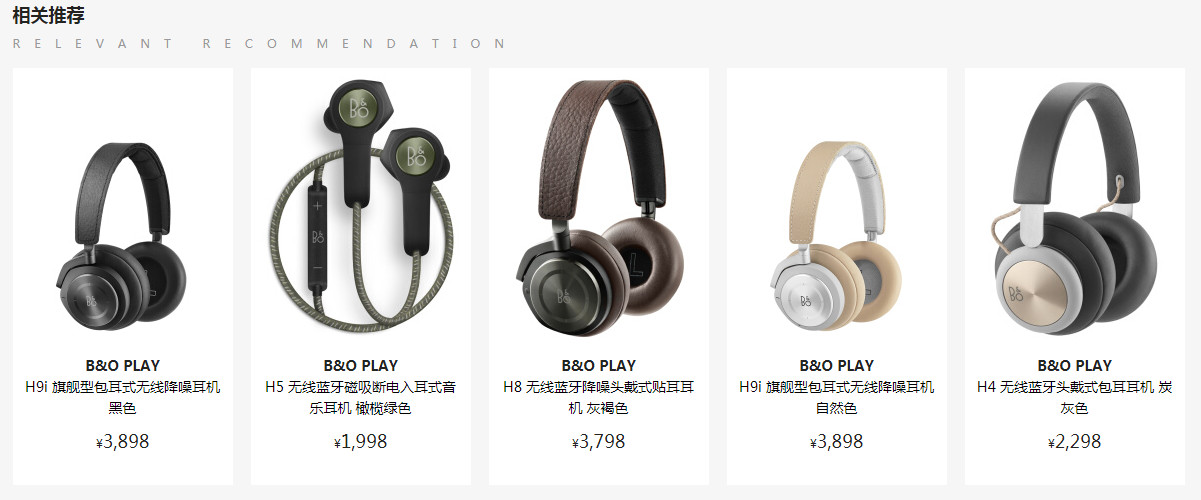 相关推荐
RELEVANT RECOMMENDATION
B&O
B&O
B&O
B&O
B&O
B&O
B&O
L
B&O PLAY
H9i 旗舰型包耳式无线降噪耳机
黑色
¥3,898
B&O PLAY
H5 无线蓝牙磁吸断电入耳式音
乐耳机 橄榄绿色
¥1,998
B&O PLAY
H8 无线蓝牙降噪头戴式贴耳耳
机 灰褐色
¥3,798
B&O PLAY
H9i 旗舰型包耳式无线降噪耳机
自然色
¥3,898
B&O PLAY
H4 无线蓝牙头戴式包耳耳机 炭
灰色
¥2,298